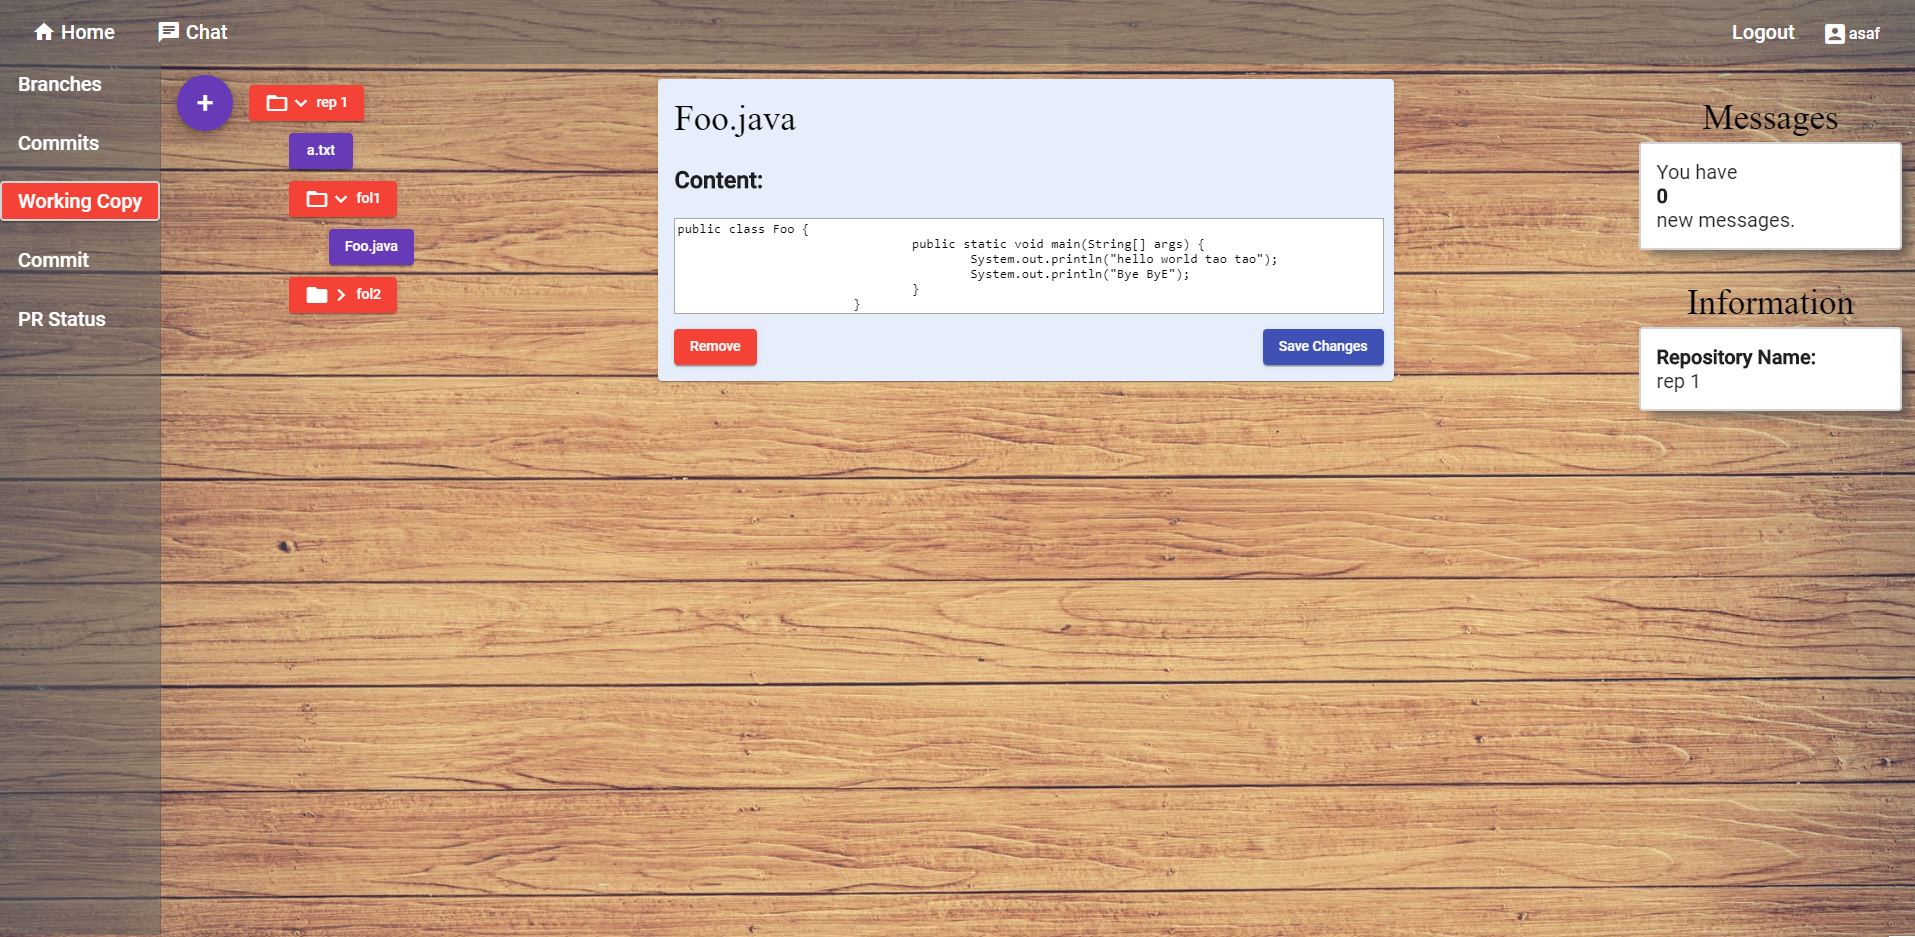 Home
Chat
Logout
asaf
Branches
Commits
Working Copy
Commit
PR Status
+
rep 1
a.txt
fol1
Foo.java
fol2
Foo.java
Content:
public class Foo {
public static void main(String[] args) {
System.out.println("hello world tao tao");
System.out.println("Bye ByE");
}
}
Remove
Save Changes
Messages
You have
0
new messages.
Information
Repository Name:
rep 1